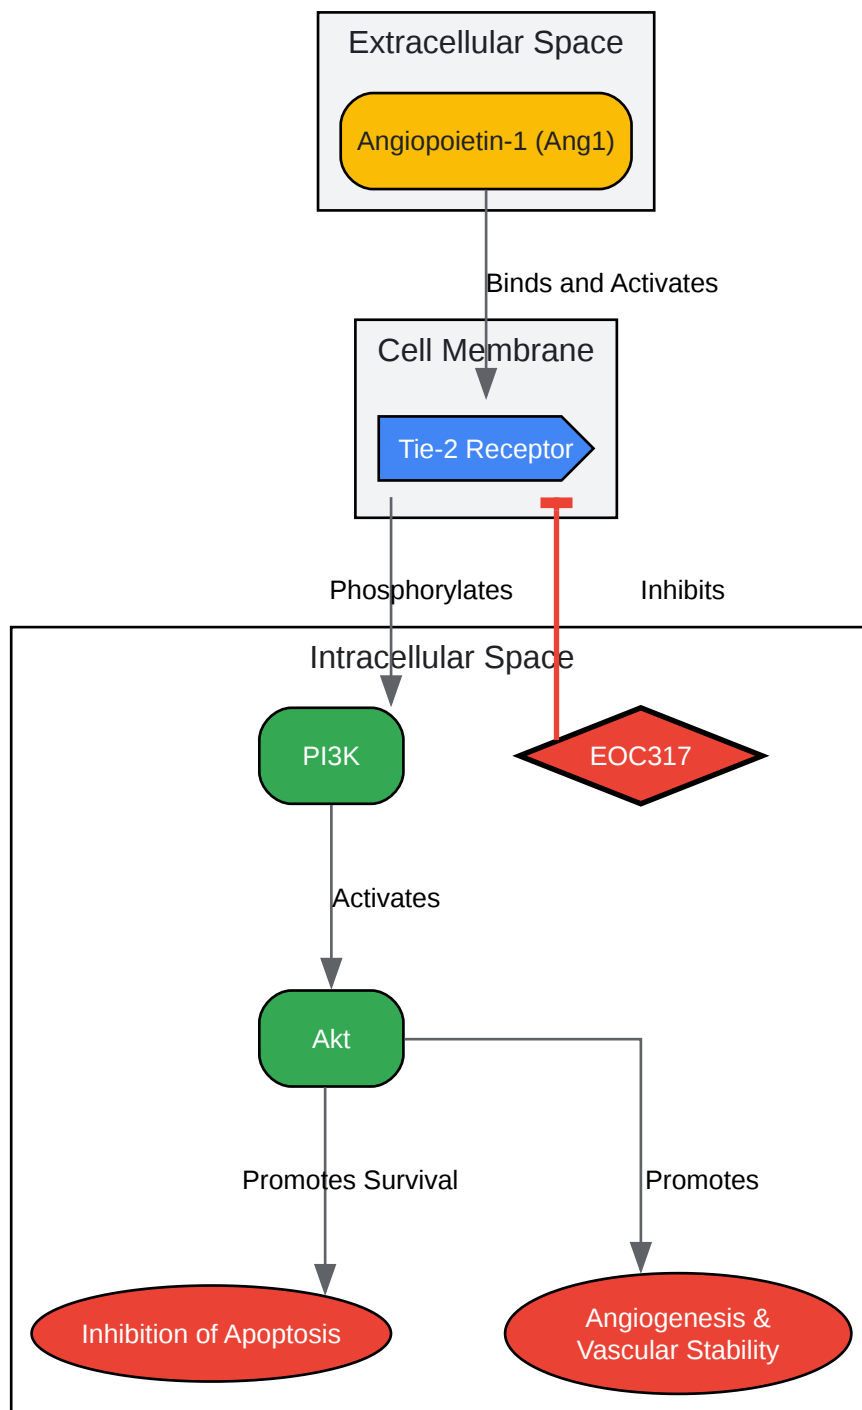 Extracellular Space
Angiopoietin-1 (Ang1)
Binds and Activates
Cell Membrane
Tie-2 Receptor
Phosphorylates
Inhibits
Intracellular Space
PI3K
EOC317
Activates
Akt
Promotes Survival
Promotes
Inhibition of Apoptosis
Angiogenesis &
Vascular Stability